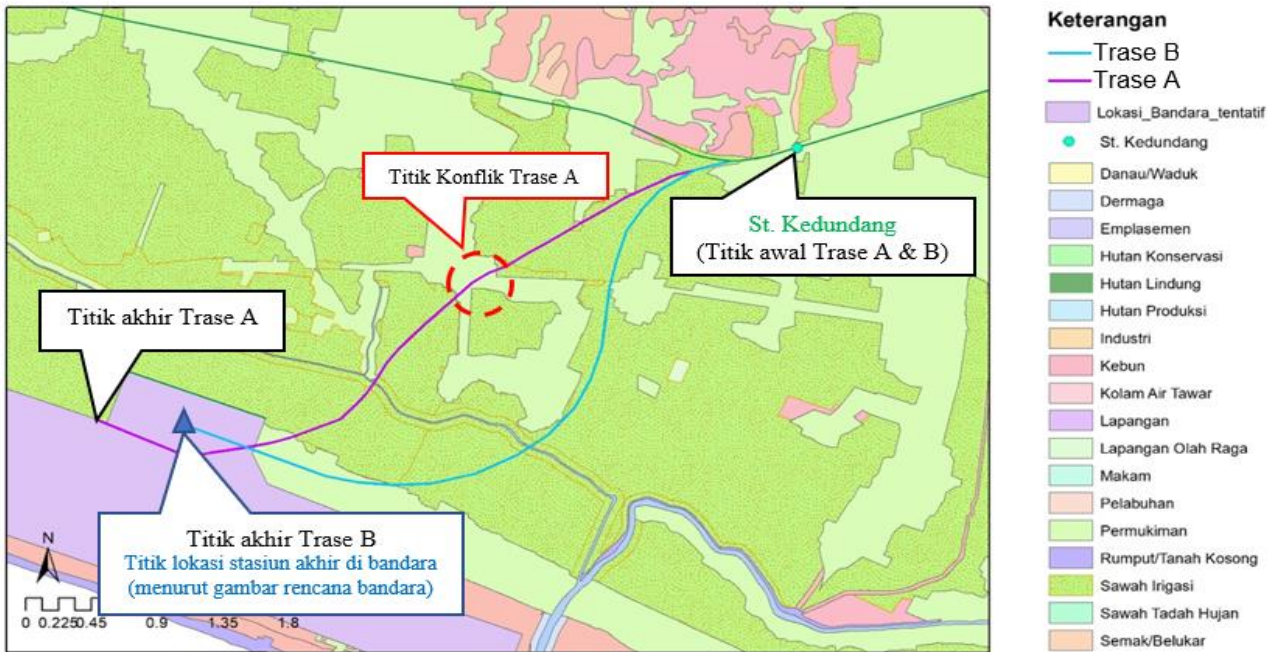 Titik Konflik Trase A
St. Kedundang
(Titik awal Trase A & B)
Titik akhir Trase A
Titik akhir Trase B
Titik lokasi stasiun akhir di bandara
(menurut gambar rencana bandara)
N
0 0.225 0.45 0.9 1.35 1.8
Keterangan
Trase B
Trase A
Lokasi_Bandara_tentatif
St. Kedundang
Danau/Waduk
Dermaga
Emplasemen
Hutan Konservasi
Hutan Lindung
Hutan Produksi
Industri
Kebun
Kolam Air Tawar
Lapangan
Lapangan Olah Raga
Makam
Pelabuhan
Permukiman
Rumput/Tanah Kosong
Sawah Irigasi
Sawah Tadah Hujan
Semak/Belukar